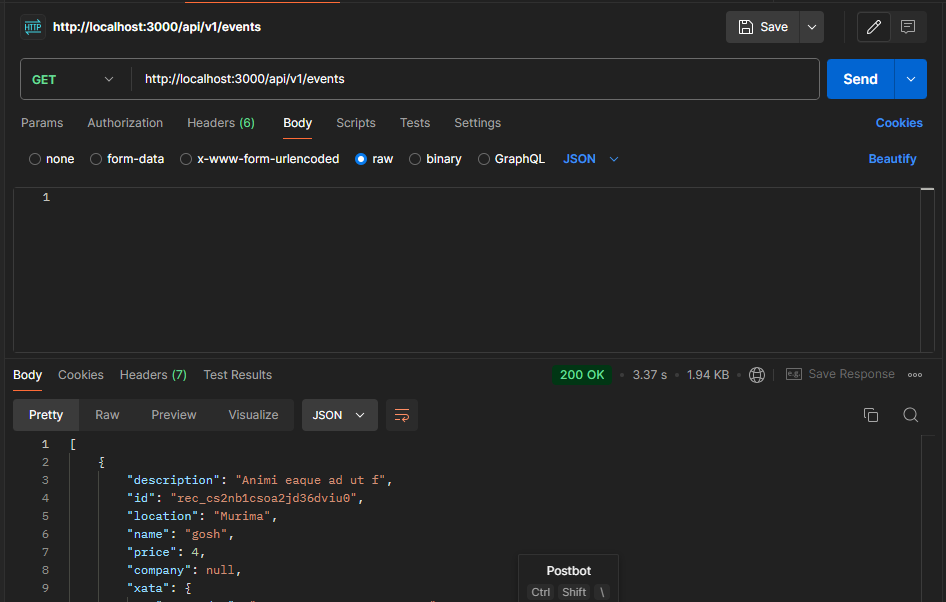 HTTP http://localhost:3000/api/v1/events Save
GET http://localhost:3000/api/v1/events Send
Params Authorization Headers (6) Body Scripts Tests Settings Cookies
none form-data x-www-form-urlencoded raw binary GraphQL JSON Beautify
1
Body Cookies Headers (7) Test Results 200 OK 3.37 s 1.94 KB e.g. Save Response
Pretty Raw Preview Visualize JSON
1 [
2 {
3 "description": "Animi eaque ad ut f",
4 "id": "rec_cs2nb1csoa2jd36dviu0",
5 "location": "Murima",
6 "name": "gosh",
7 "price": 4,
8 "company": null,
9 "xata": {
Postbot
Ctrl Shift \